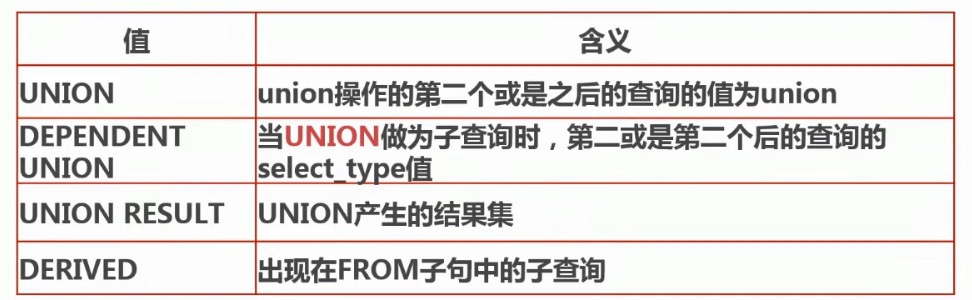 值 含义
UNION union操作的第二个或是之后的查询的值为union
DEPENDENT UNION 当UNION做为子查询时，第二或是第二个后的查询的
select_type值
UNION RESULT UNION产生的结果集
DERIVED 出现在FROM子句中的子查询